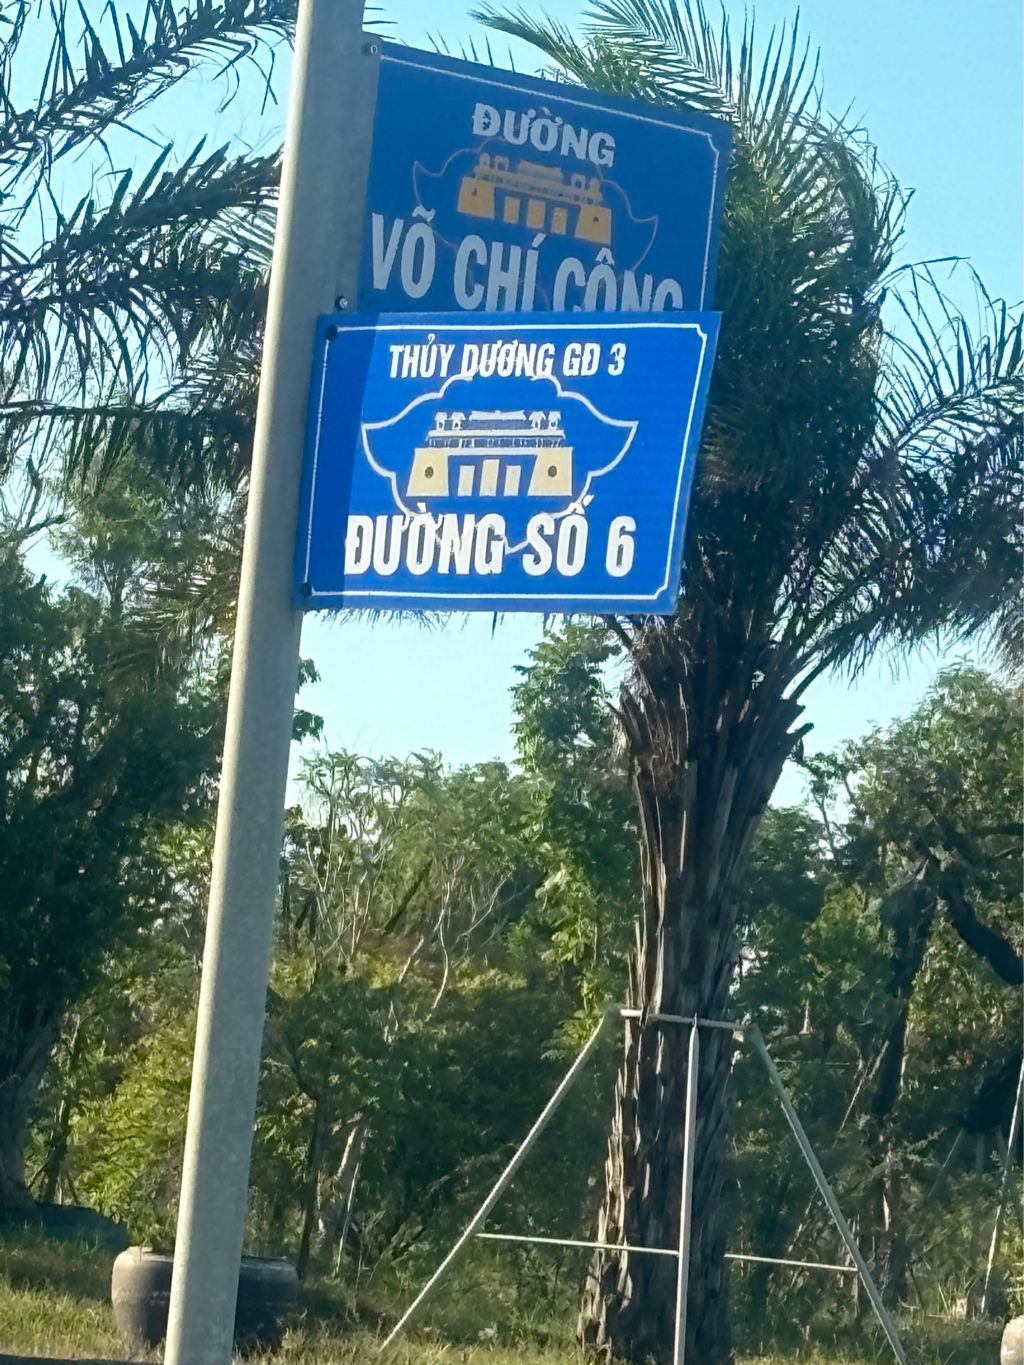 ĐƯỜNG
VÕ CHÍ CÔNG
THỦY DƯƠNG GĐ 3
ĐƯỜNG SỐ 6